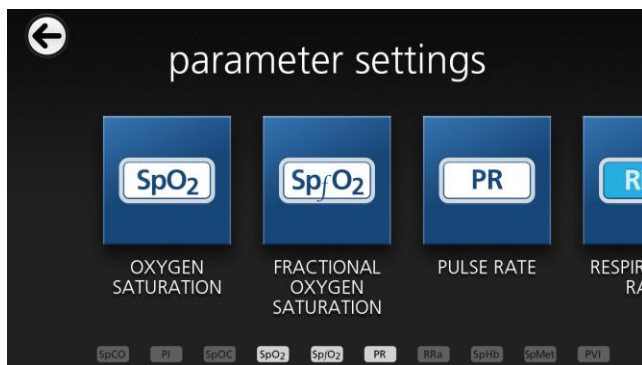 parameter settings
SpO₂
SpfO₂
PR
OXYGEN
SATURATION
FRACTIONAL
OXYGEN
SATURATION
PULSE RATE
SpCO PI SpOC SpO₂ SpfO₂ PR RRa SpHb SpMet PVI